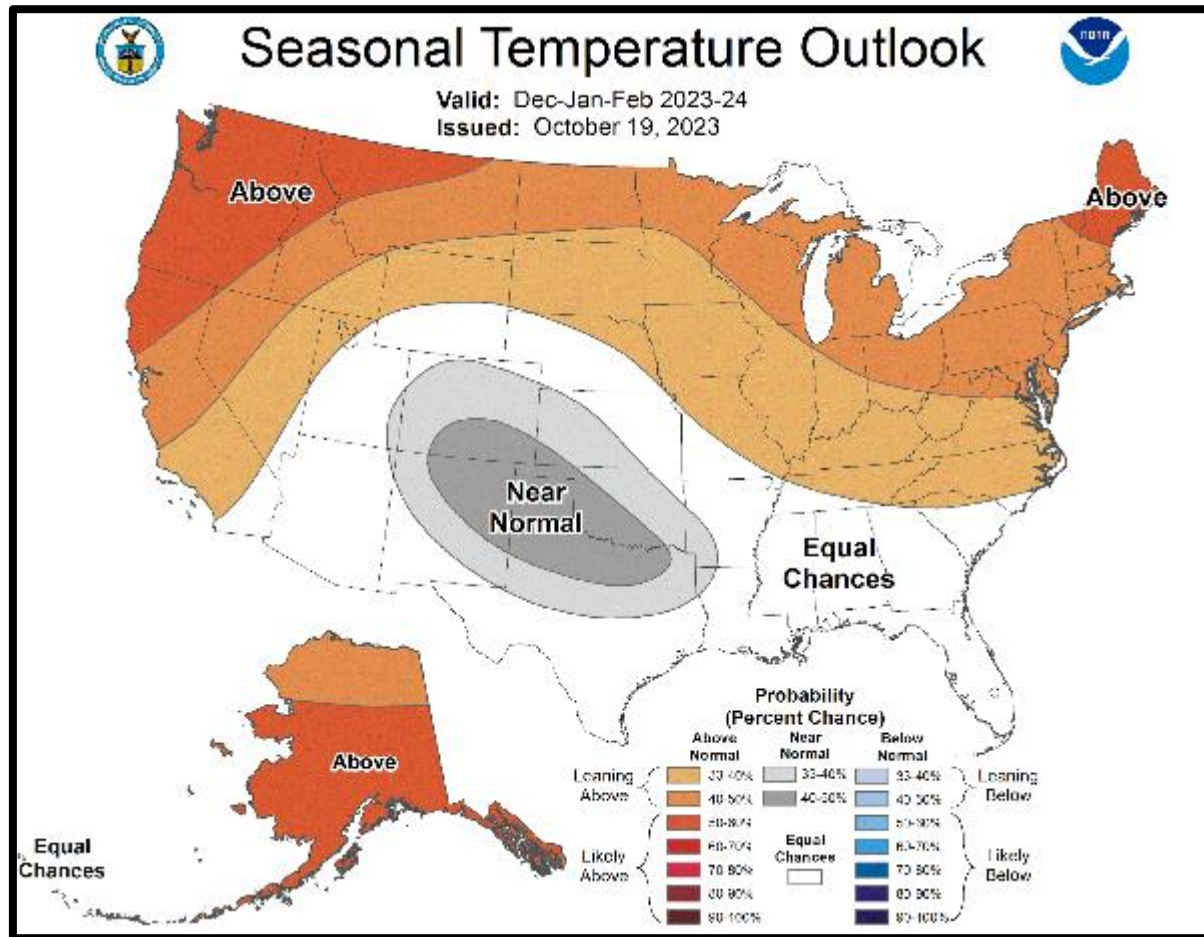 Seasonal Temperature Outlook
noaa
Valid: Dec-Jan-Feb 2023-24
Issued: October 19, 2023
Above
Above
Near
Normal
Equal
Chances
Above
Equal
Chances
Probability
(Percent Chance)
Above
Normal
Near
Normal
Below
Normal
Leaning
Above
33-40%
40-50%
Likely
Above
50-60%
60-70%
70-80%
80-90%
90-100%
33-40%
40-50%
Equal
Chances
33-40%
40-50%
Leaning
Below
50-60%
60-70%
70-80%
80-90%
90-100%
Likely
Below